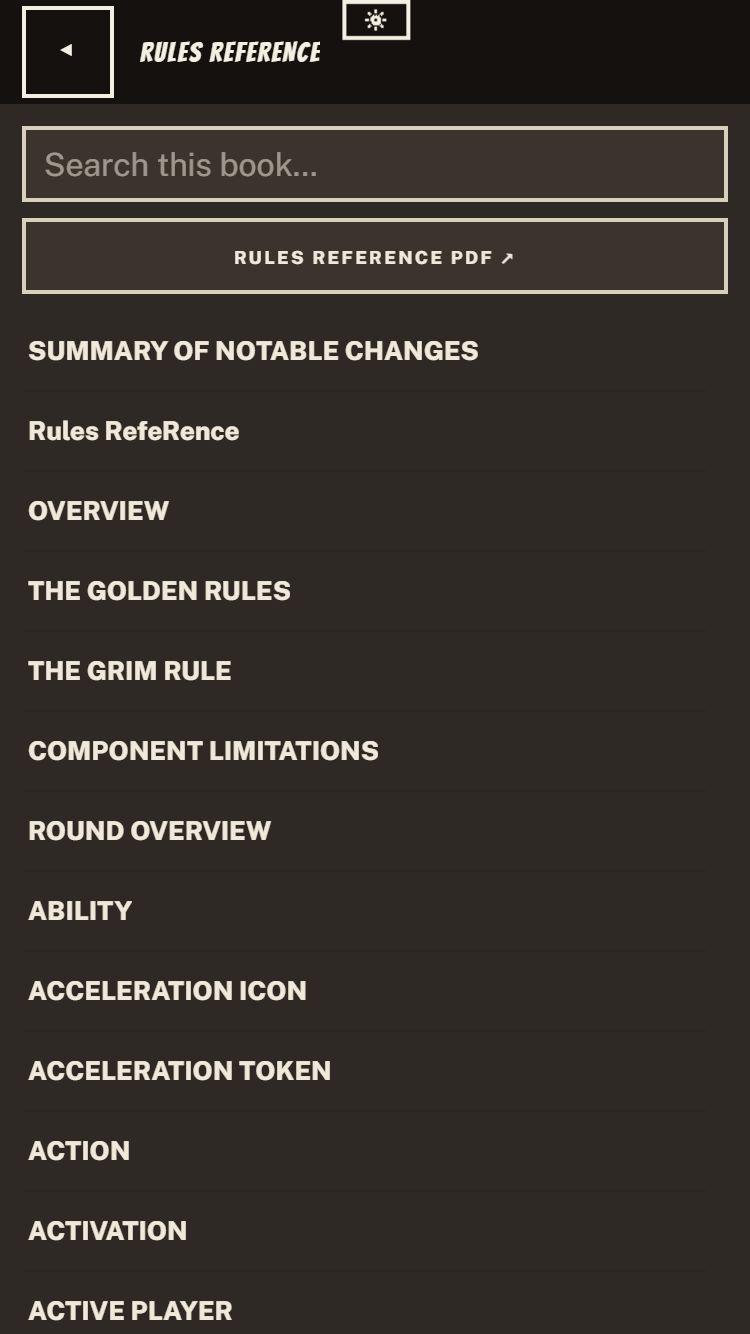 RULES REFERENCE
Search this book...
RULES REFERENCE PDF ↗
SUMMARY OF NOTABLE CHANGES
Rules RefeRence
OVERVIEW
THE GOLDEN RULES
THE GRIM RULE
COMPONENT LIMITATIONS
ROUND OVERVIEW
ABILITY
ACCELERATION ICON
ACCELERATION TOKEN
ACTION
ACTIVATION
ACTIVE PLAYER